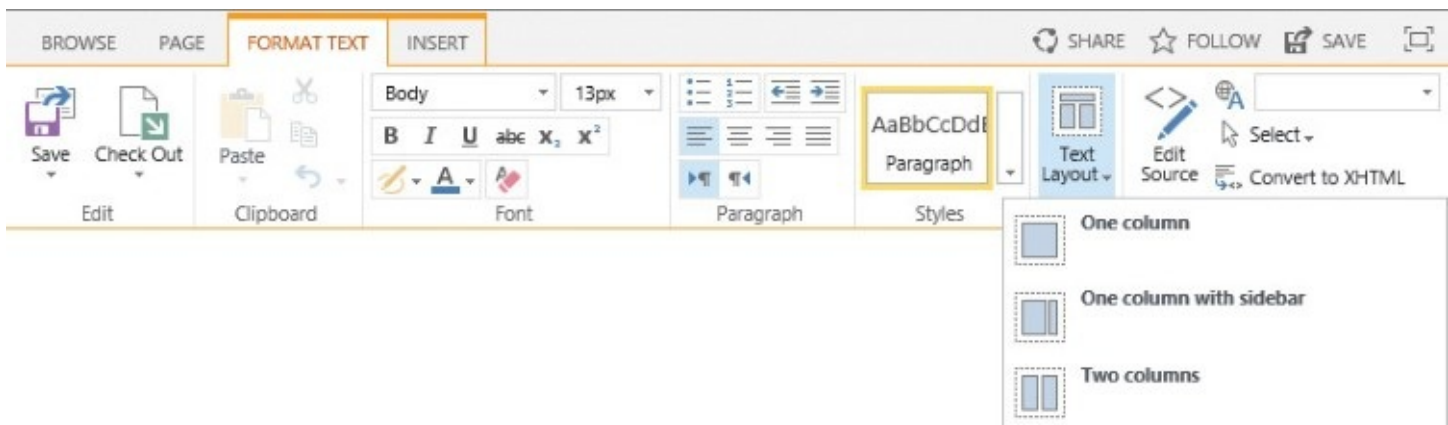 BROWSE PAGE FORMAT TEXT INSERT SHARE FOLLOW SAVE
Body 13px
B I U abc X₂ X²
A
Save Check Out
Paste
AaBbCcDdE
Paragraph
Text
Layout
Edit
Source
Select
Convert to XHTML
Edit Clipboard Font Paragraph Styles
One column
One column with sidebar
Two columns